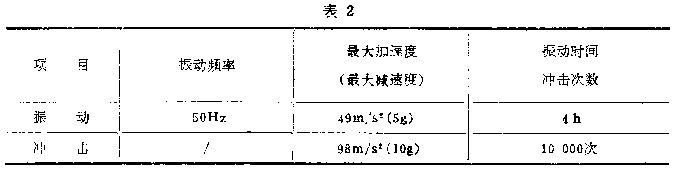 表 2
项 目 振动频率 最大加深度 振动时间
(最大减速度) 冲击次数
振 动 50Hz 49m/s²(5g) 4h
冲 击 / 98m/s²(10g) 10 000次